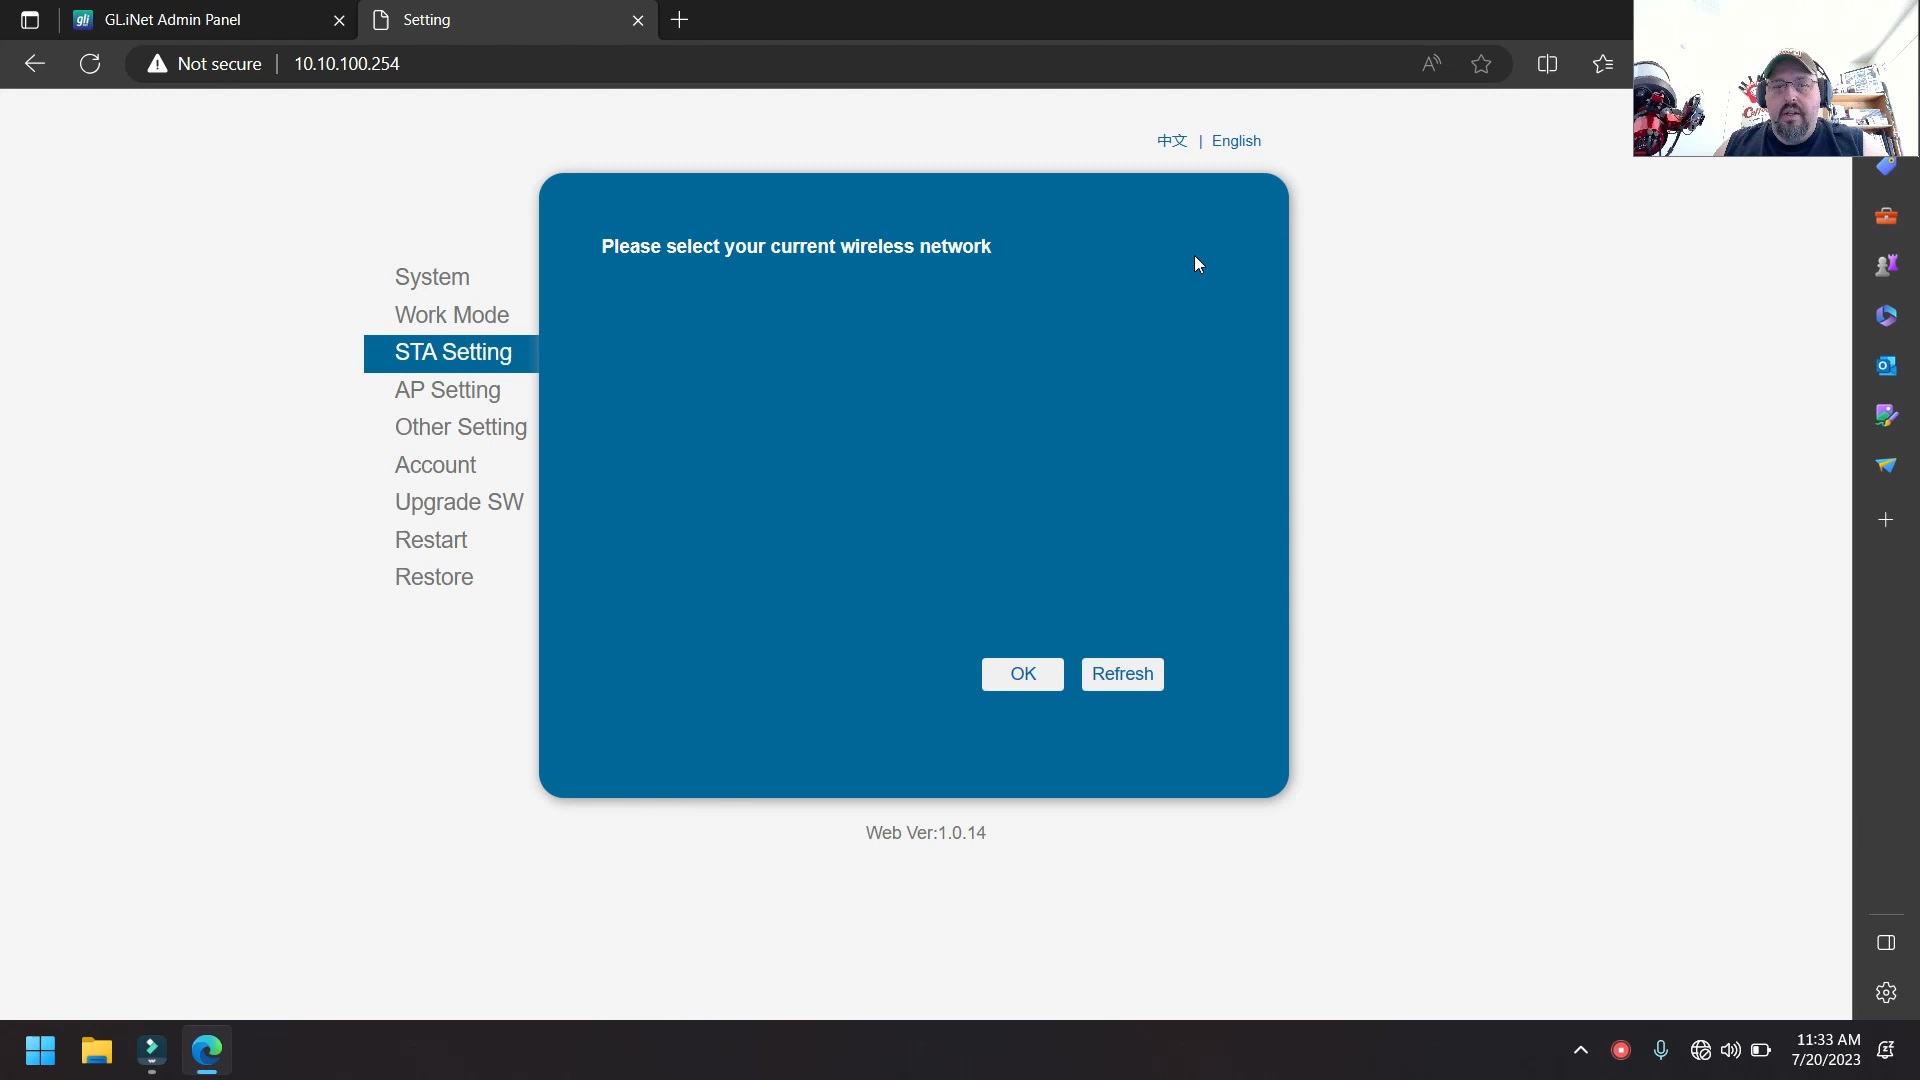 GL.iNet Admin Panel
Setting
Not secure
10.10.100.254
中文 | English
Please select your current wireless network
System
Work Mode
STA Setting
AP Setting
Other Setting
Account
Upgrade SW
Restart
Restore
OK
Refresh
Web Ver:1.0.14
11:33 AM
7/20/2023